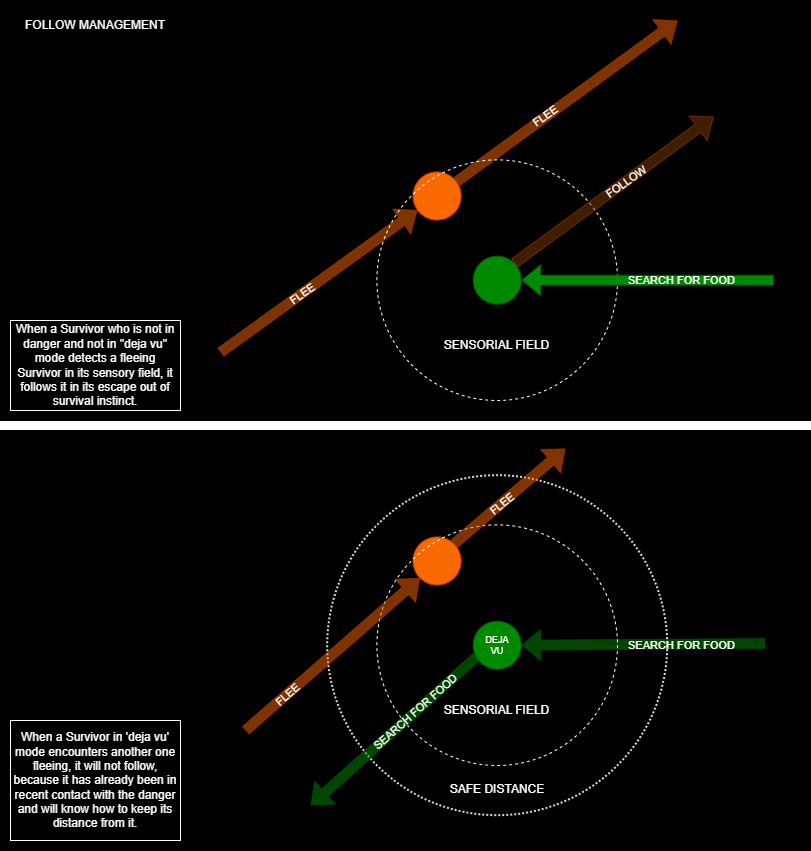 FOLLOW MANAGEMENT
FLEE
FOLLOW
FLEE
SEARCH FOR FOOD
SENSORIAL FIELD
When a Survivor who is not in
danger and not in "deja vu"
mode detects a fleeing
Survivor in its sensory field, it
follows it in its escape out of
survival instinct.
FLEE
DEJA
VU
SEARCH FOR FOOD
FLEE
SEARCH FOR FOOD
SENSORIAL FIELD
SAFE DISTANCE
When a Survivor in 'deja vu'
mode encounters another one
fleeing, it will not follow,
because it has already been in
recent contact with the danger
and will know how to keep its
distance from it.